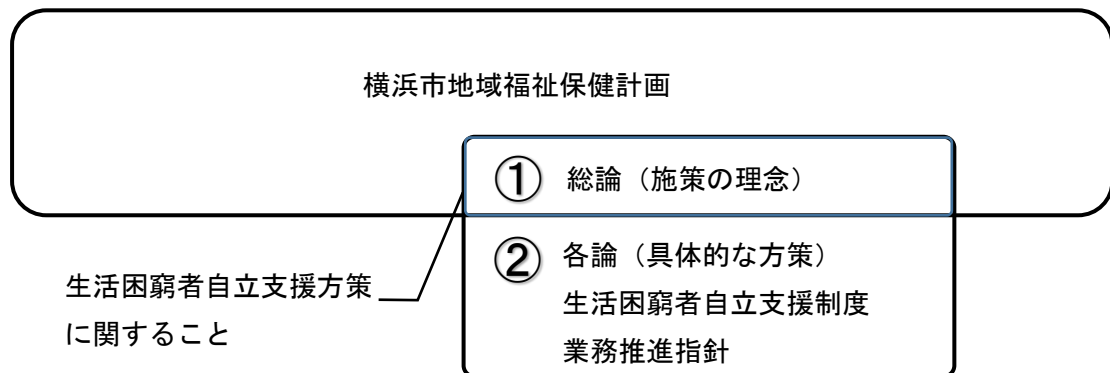 横浜市地域福祉保健計画
① 総論（施策の理念）
② 各論（具体的な方策）
生活困窮者自立支援制度
業務推進指針
生活困窮者自立支援方策
に関すること